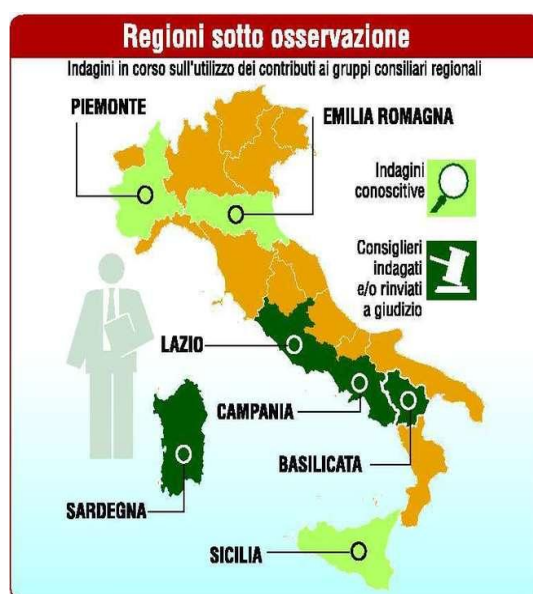 Regioni sotto osservazione
Indagini in corso sull'utilizzo dei contributi ai gruppi consiliari regionali
PIEMONTE
EMILIA ROMAGNA
Indagini
conoscitive
Consiglieri
indagati
e/o rinviati
a giudizio
LAZIO
CAMPANIA
BASILICATA
SARDEGNA
SICILIA